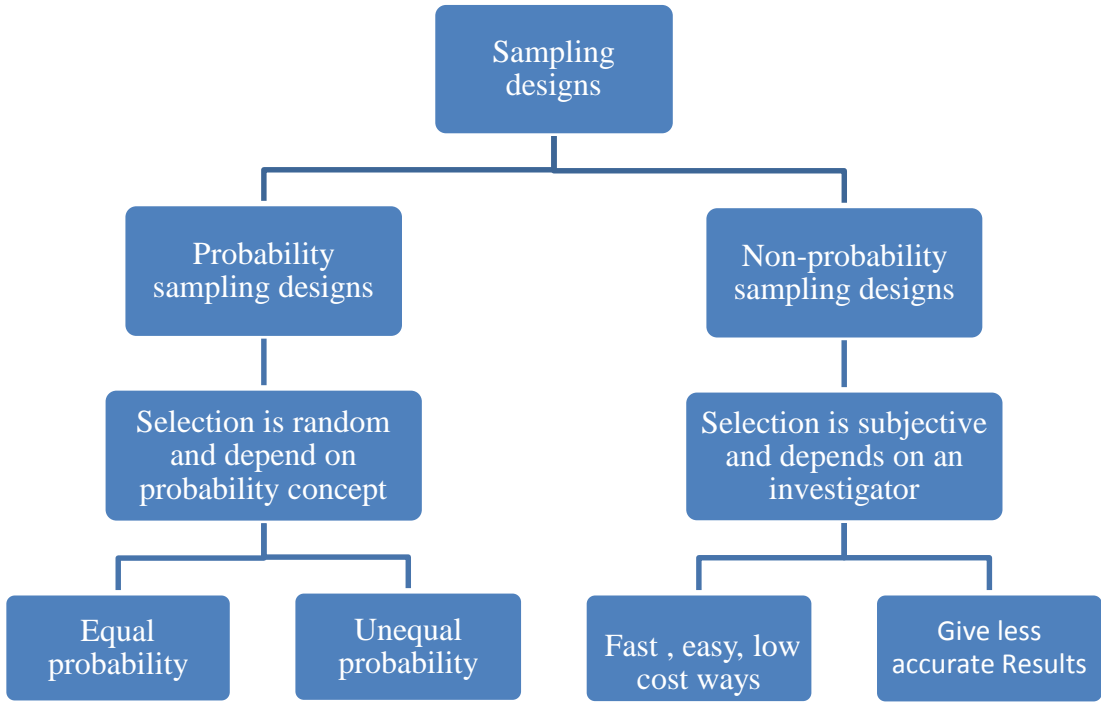 Sampling
designs
Probability
sampling designs
Non-probability
sampling designs
Selection is random
and depend on
probability concept
Selection is subjective
and depends on an
investigator
Equal
probability
Unequal
probability
Fast , easy, low
cost ways
Give less
accurate Results